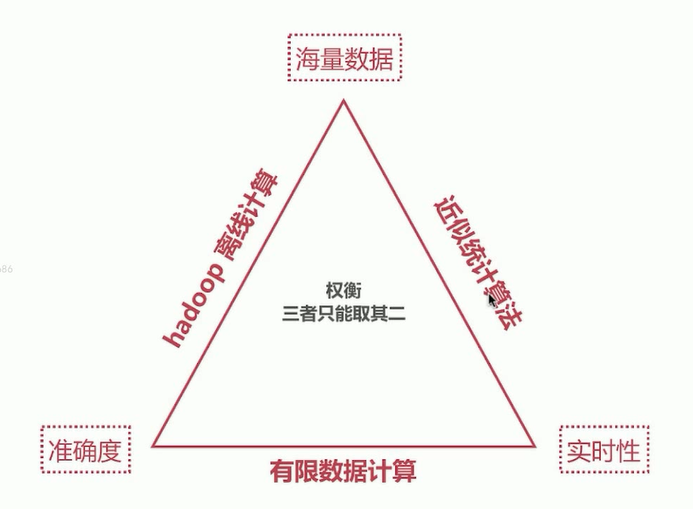 海量数据
hadoop 离线计算
近似统计算法
权衡
三者只能取其二
准确度
实时性
有限数据计算